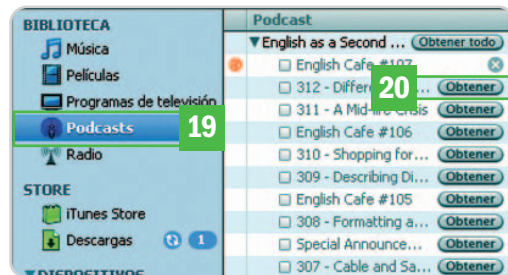 BIBLIOTECA
Música
Películas
Programas de televisión
Podcasts 19
Radio
STORE
iTunes Store
Descargas 1
DISPOSITIVOS
Podcast
English as a Second ... Obtener todo
English Cafe #107
312 - Differe... 20 Obtener
311 - A Mid-life Crisis Obtener
English Cafe #106 Obtener
310 - Shopping for... Obtener
309 - Describing Di... Obtener
English Cafe #105 Obtener
308 - Formatting a... Obtener
Special Announce... Obtener
307 - Cable and Sa... Obtener